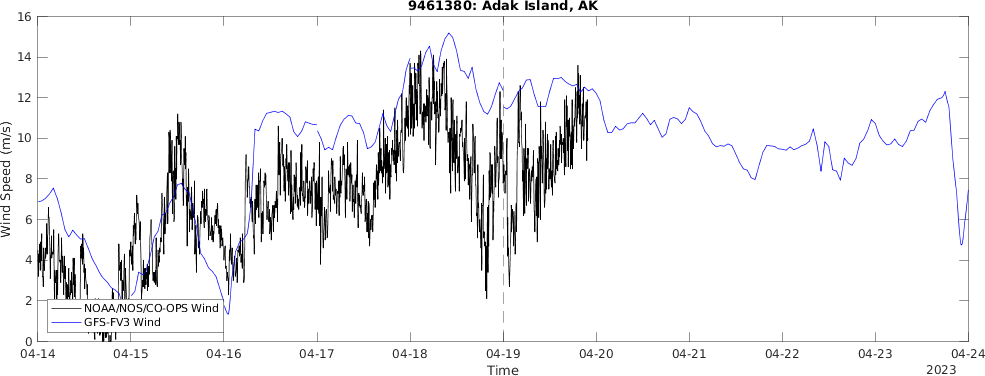 9461380: Adak Island, AK
16
14
12
10
8
6
4
2
0
Wind Speed (m/s)
NOAA/NOS/CO-OPS Wind
GFS-FV3 Wind
04-14 04-15 04-16 04-17 04-18 04-19 04-20 04-21 04-22 04-23 04-24
Time
2023